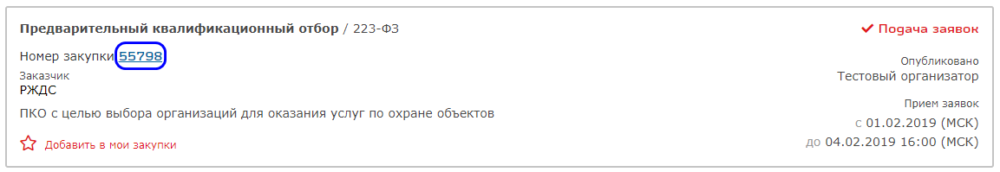 Предварительный квалификационный отбор / 223-ФЗ
Номер закупки 55798
Заказчик
РЖДС
ПКО с целью выбора организаций для оказания услуг по охране объектов
Добавить в мои закупки
Подача заявок
Опубликовано
Тестовый организатор
Прием заявок
с 01.02.2019 (МСК)
до 04.02.2019 16:00 (МСК)